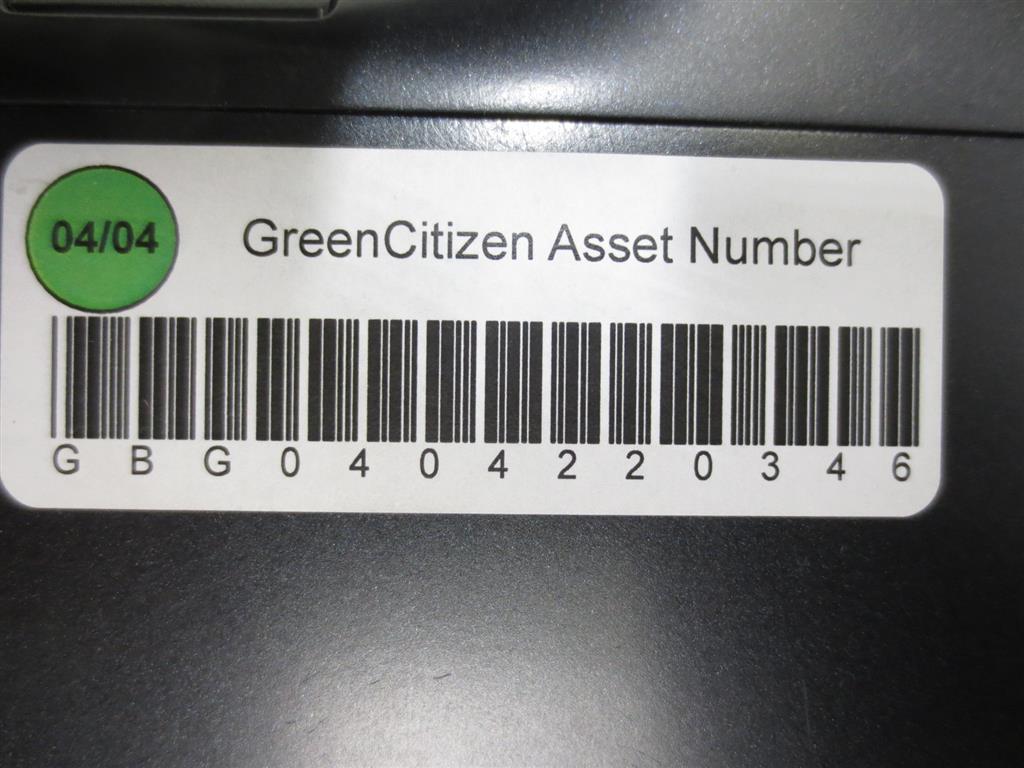 04/04
GreenCitizen Asset Number
G B G 0 4 0 4 2 2 0 3 4 6